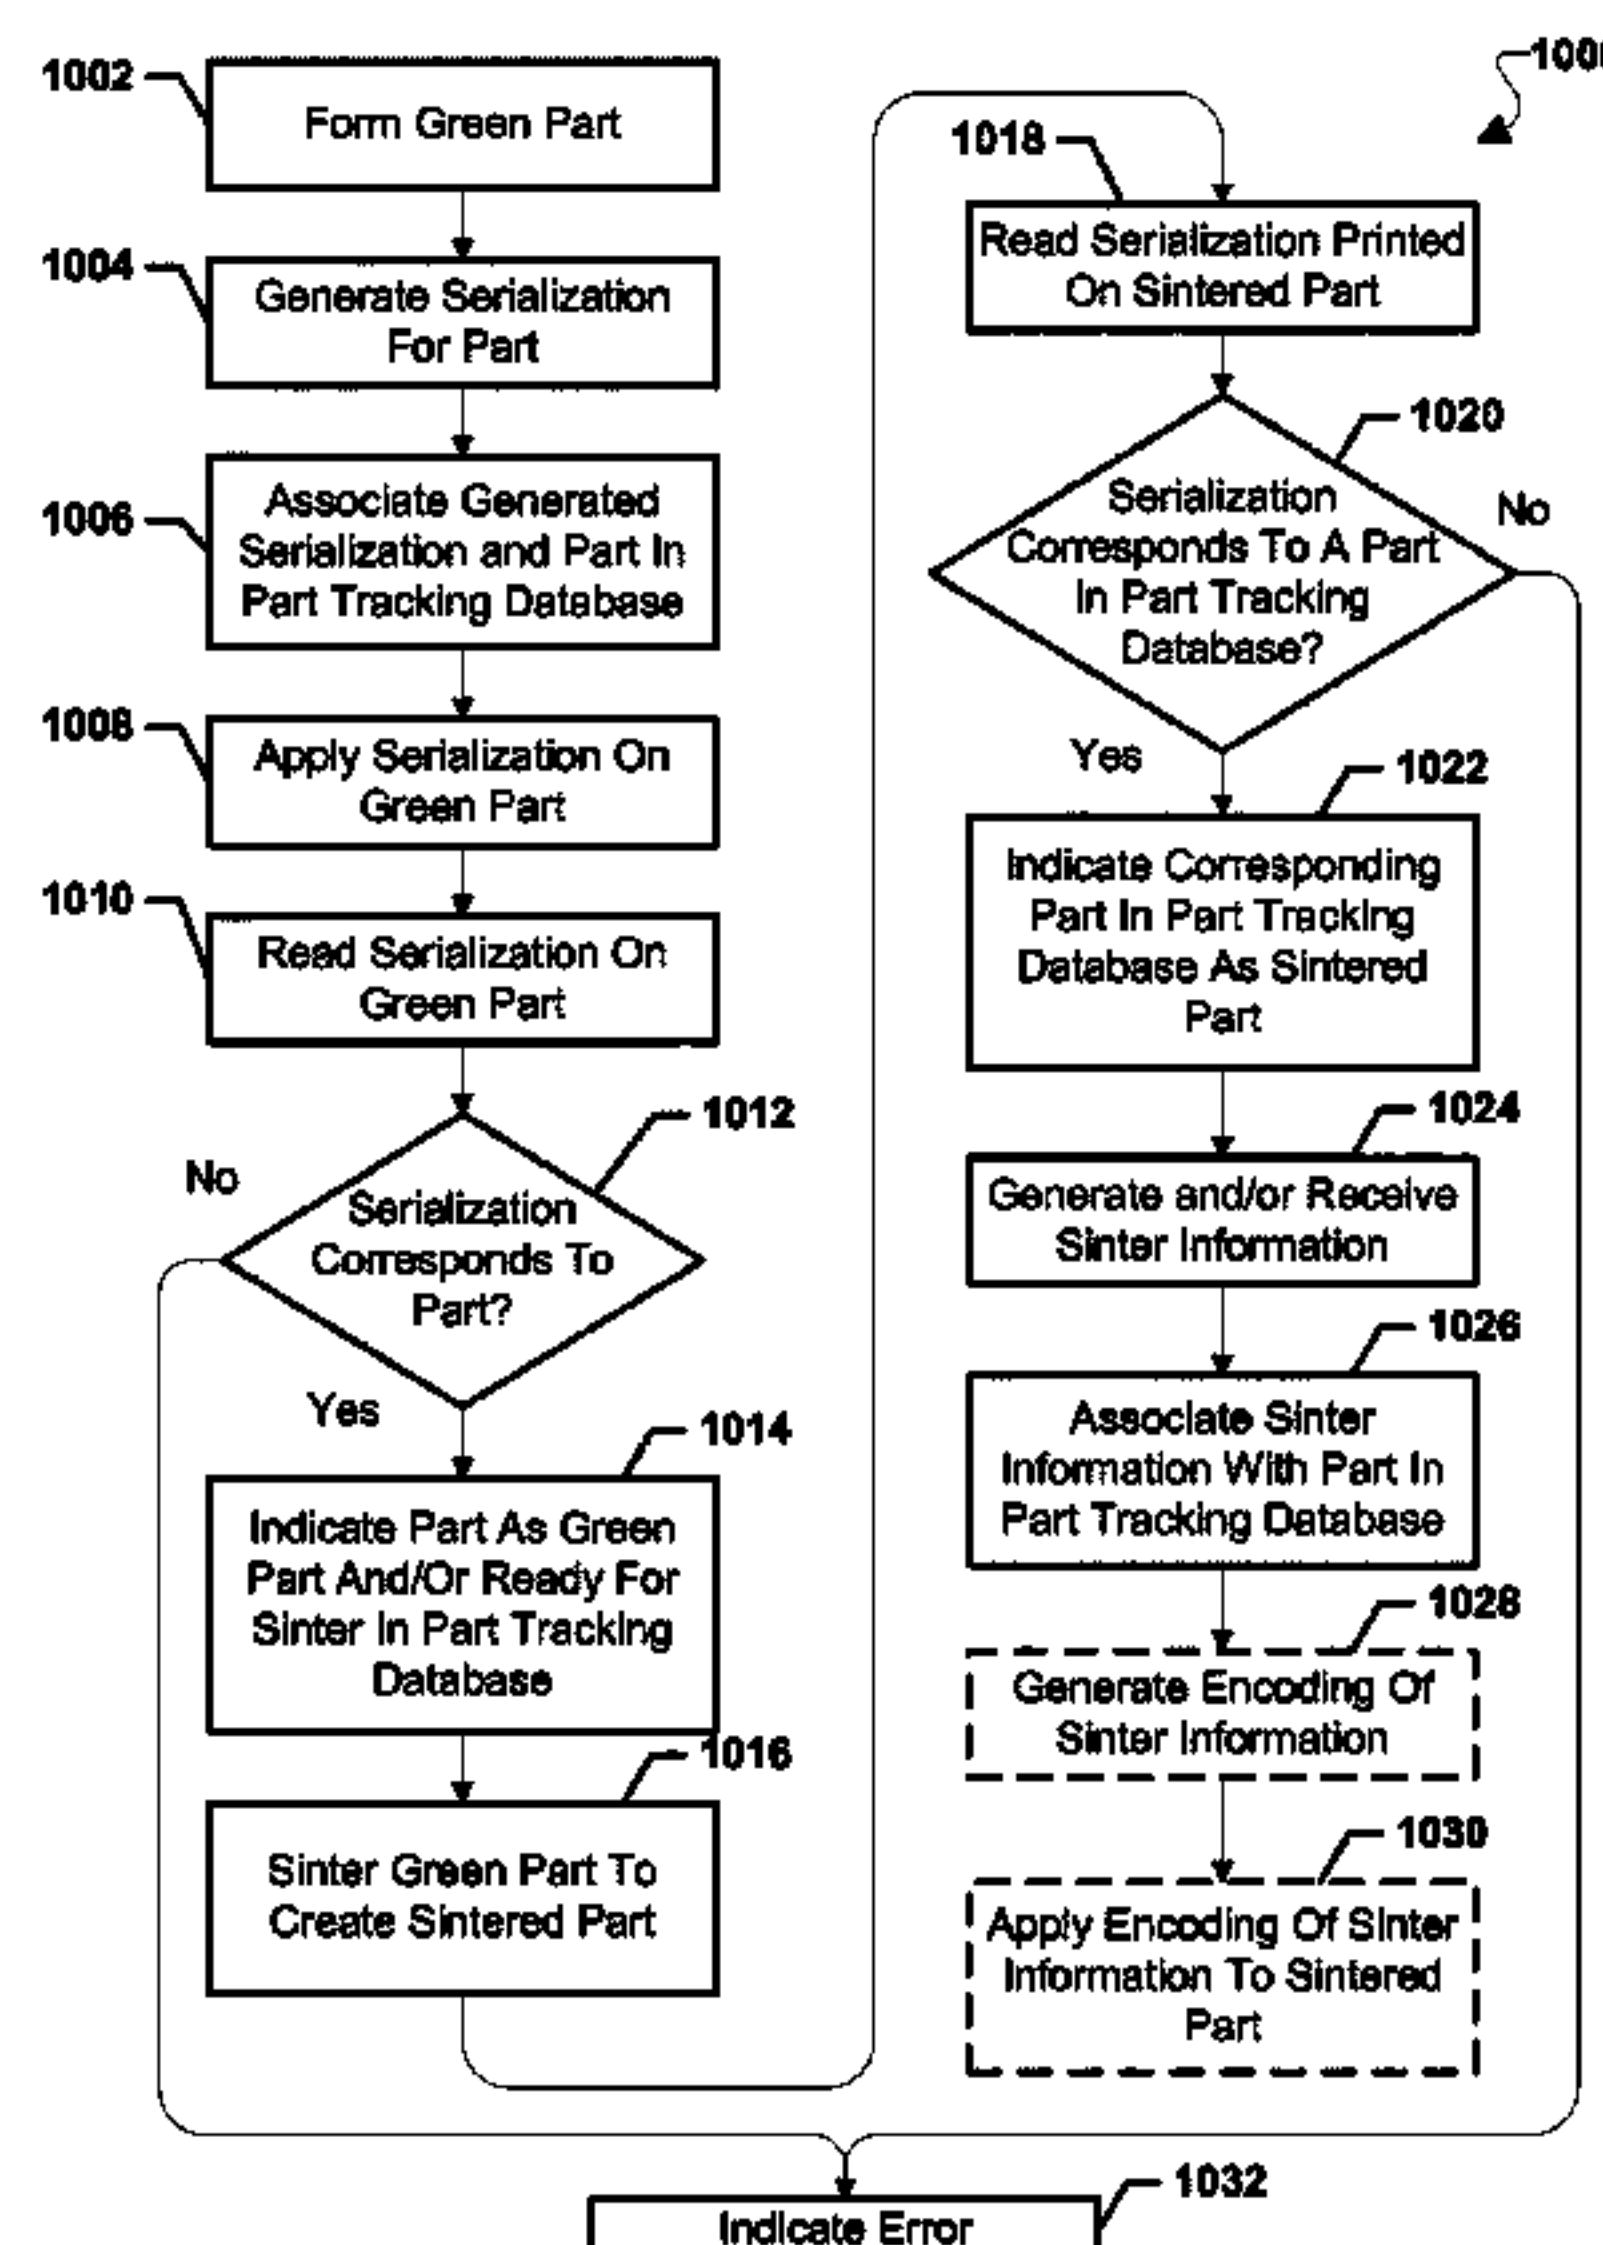 1002
Form Green Part
1004
Generate Serialization
For Part
1006
Associate Generated
Serialization and Part In
Part Tracking Database
1008
Apply Serialization On
Green Part
1010
Read Serialization On
Green Part
1012
No
Serialization
Corresponds To
Part?
Yes
1014
Indicate Part As Green
Part And/Or Ready For
Sinter In Part Tracking
Database
1016
Sinter Green Part To
Create Sintered Part
1018
Read Serialization Printed
On Sintered Part
1020
Serialization
Corresponds To A Part
In Part Tracking
Database?
No
Yes
1022
Indicate Corresponding
Part In Part Tracking
Database As Sintered
Part
1024
Generate and/or Receive
Sinter Information
1026
Associate Sinter
Information With Part In
Part Tracking Database
1028
Generate Encoding Of
Sinter Information
1030
Apply Encoding Of Sinter
Information To Sintered
Part
1032
Indicate Error